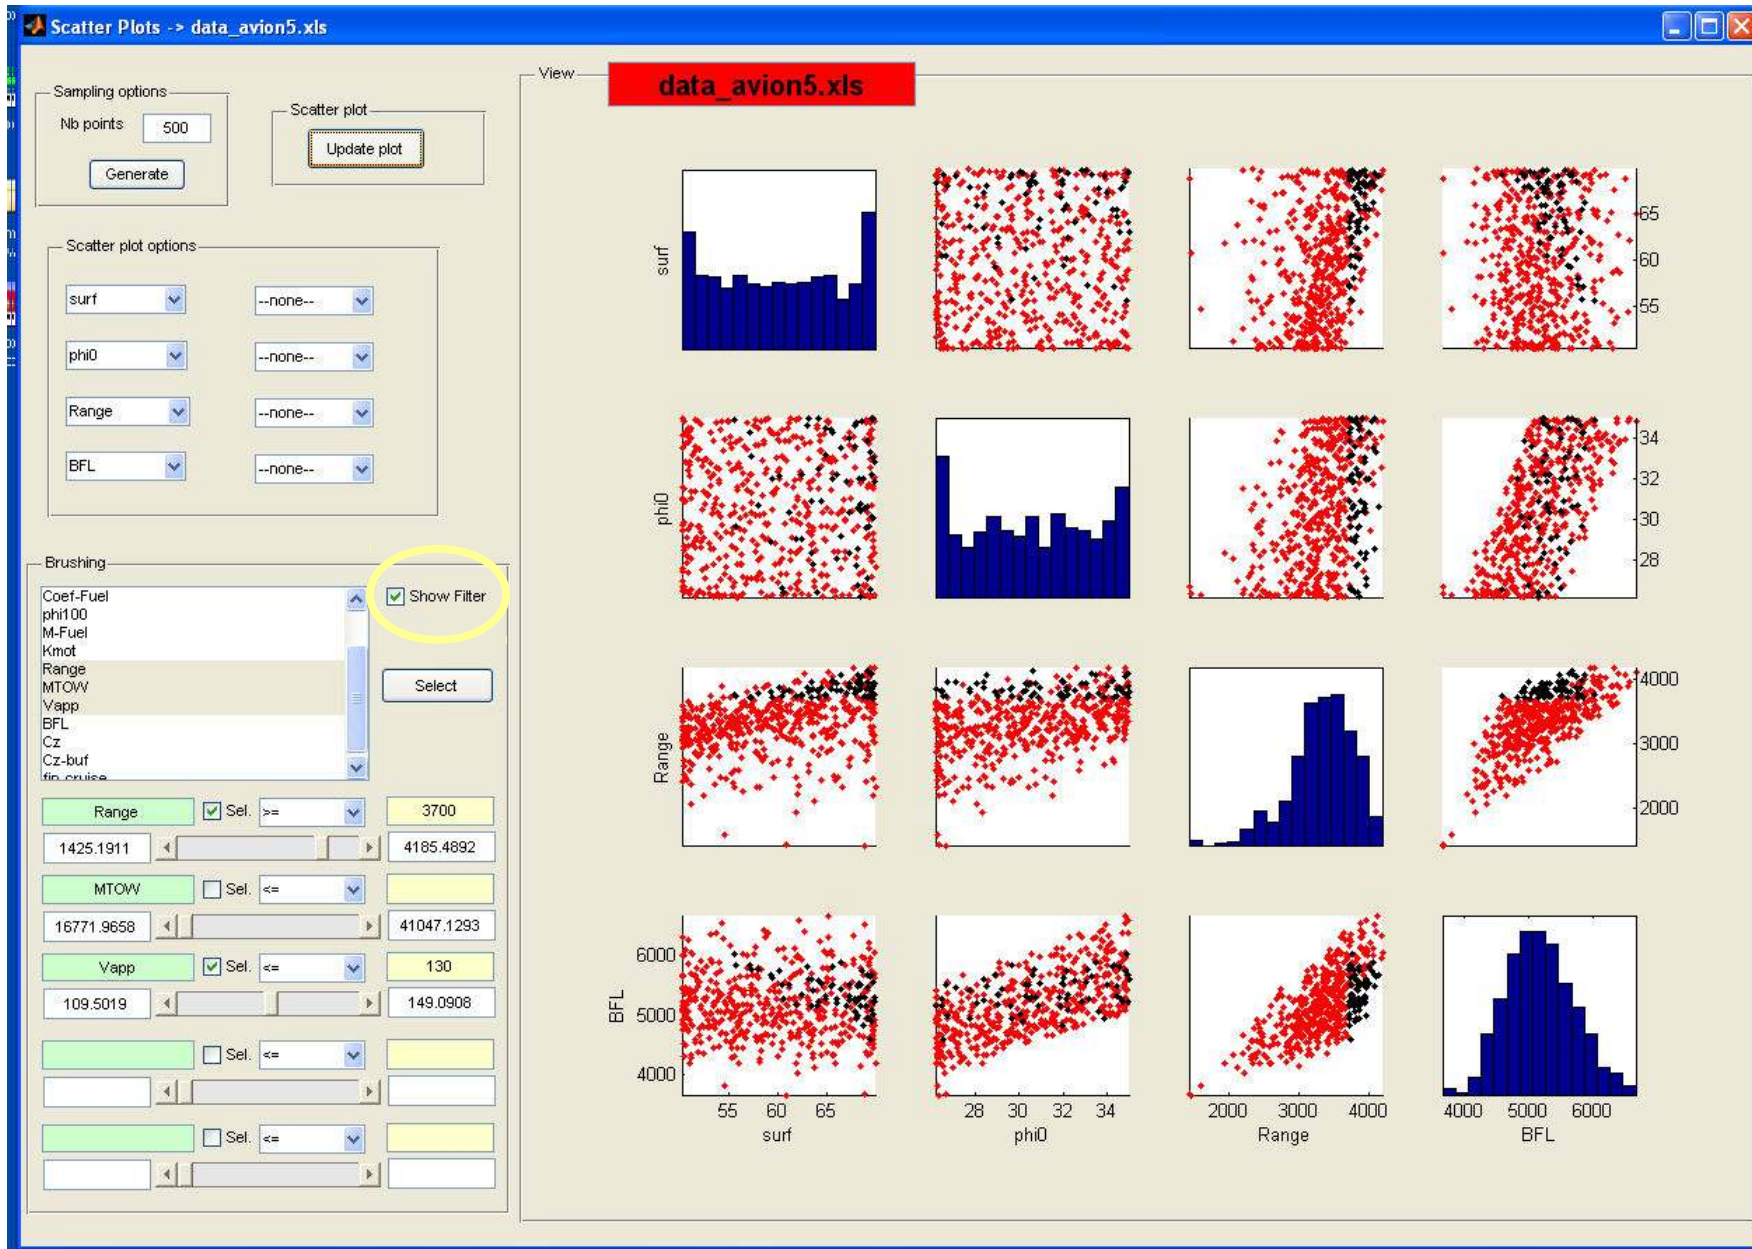 Scatter Plots -> data_avion5.xls
Sampling options
Nb points 500
Generate
Scatter plot
Update plot
Scatter plot options
surf --none--
phi0 --none--
Range --none--
BFL --none--
Brushing
Coef-Fuel
phi100
M-Fuel
Kmot
Range
MTOW
Vapp
BFL
Cz
Cz-buf
fin cruise
Show Filter
Select
Range Sel. >= 3700
1425.1911 4185.4892
MTOW Sel. <=
16771.9658 41047.1293
Vapp Sel. <= 130
109.5019 149.0908
Sel. <=
Sel. <=
View
data_avion5.xls
surf
65
60
55
phi0
34
32
30
28
Range
4000
3000
2000
BFL
6000
5000
4000
55 60 65
surf
28 30 32 34
phi0
2000 3000 4000
Range
4000 5000 6000
BFL